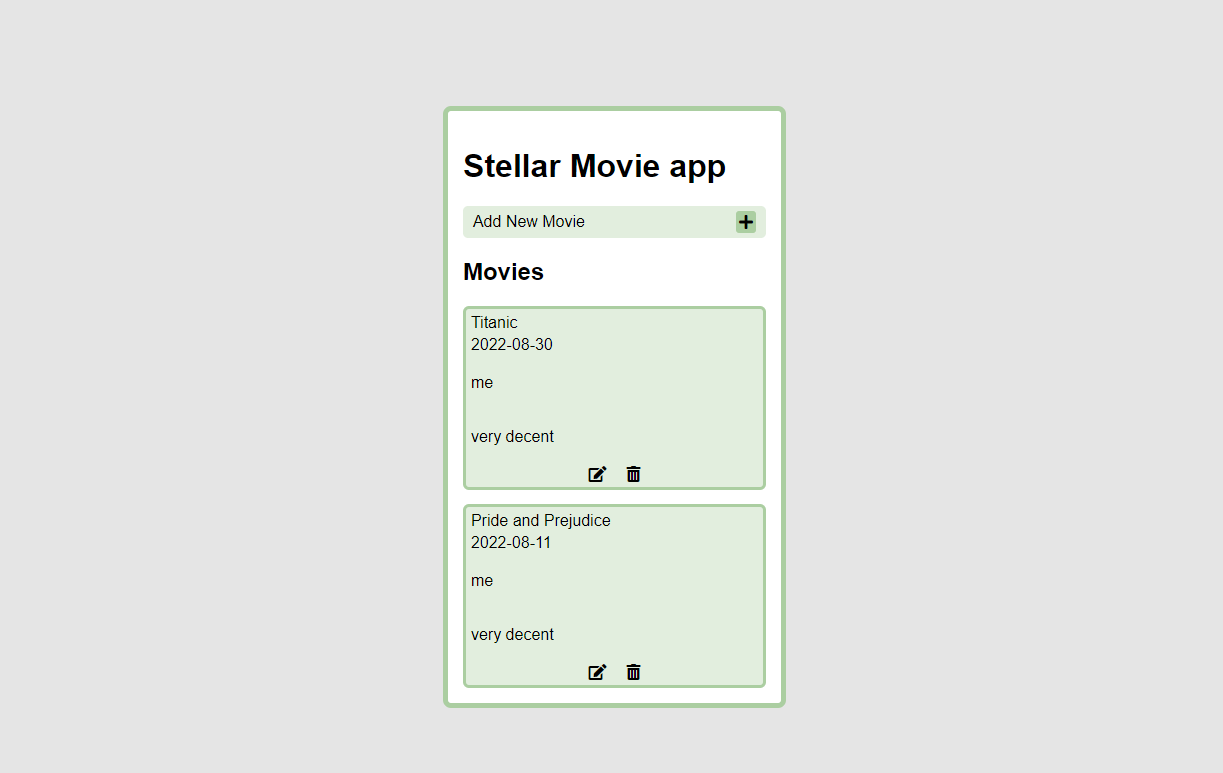 Stellar Movie app
Add New Movie
Movies
Titanic
2022-08-30
me
very decent
Pride and Prejudice
2022-08-11
me
very decent